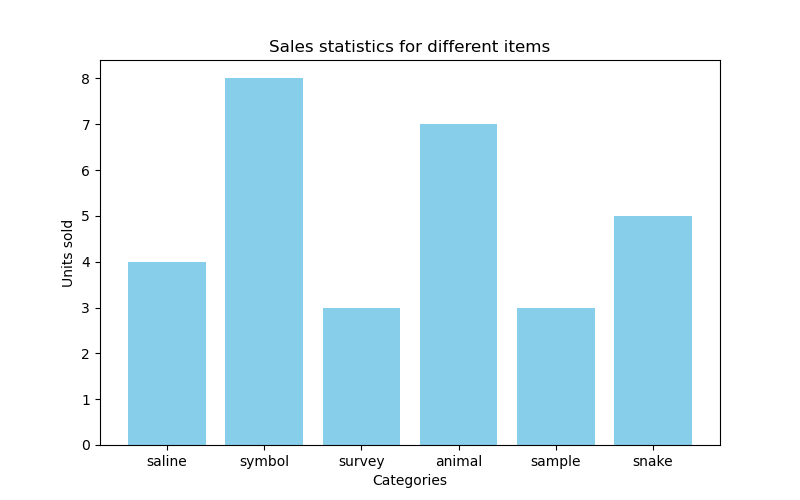 Sales statistics for different items
Units sold
8
7
6
5
4
3
2
1
0
saline symbol survey animal sample snake
Categories